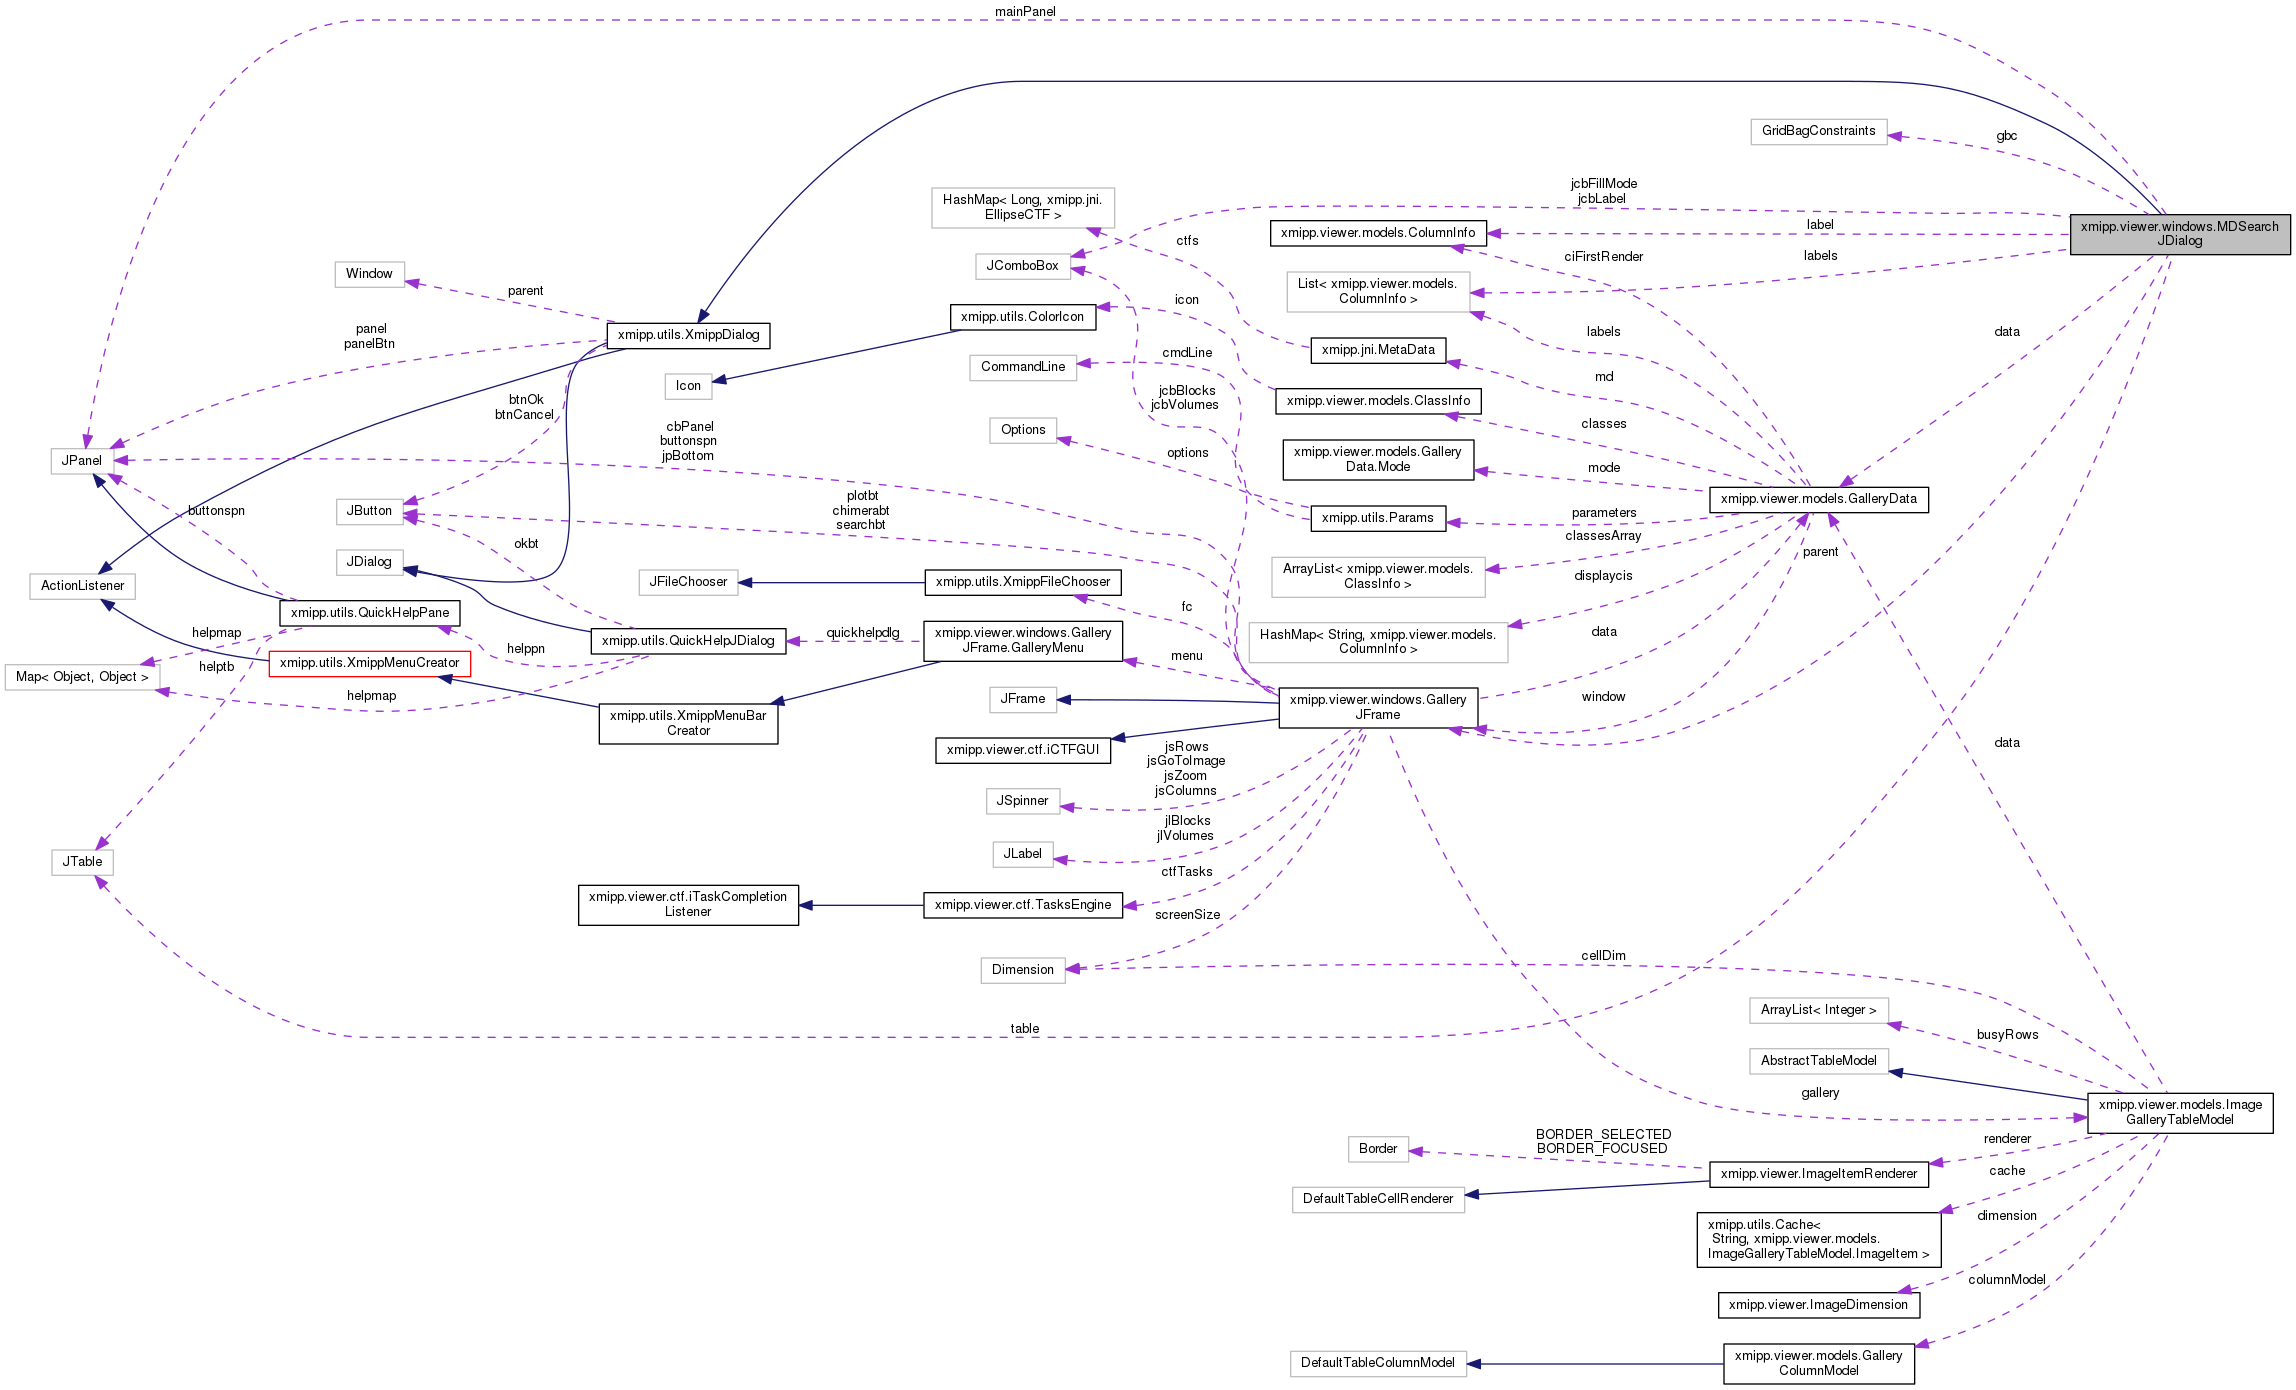 mainPanel
GridBagConstraints
gbc
jcbFillMode
jcbLabel
HashMap< Long, xmipp.jni.
EllipseCTF >
xmipp.viewer.windows.MDSearch
JDialog
label
xmipp.viewer.models.ColumnInfo
ctfs
ciFirstRender
labels
JComboBox
Window
parent
List< xmipp.viewer.models.
ColumnInfo >
icon
xmipp.utils.ColorIcon
panel
panelBtn
xmipp.utils.XmippDialog
labels
data
xmipp.jni.MetaData
cmdLine
CommandLine
md
Icon
jcbBlocks
jcbVolumes
btnOk
btnCancel
xmipp.viewer.models.ClassInfo
classes
cbPanel
buttonspn
jpBottom
Options
options
xmipp.viewer.models.Gallery
Data.Mode
mode
JPanel
xmipp.viewer.models.GalleryData
plotbt
chimerabt
searchbt
buttonspn
JButton
xmipp.utils.Params
parameters
classesArray
okbt
parent
JDialog
ArrayList< xmipp.viewer.models.
ClassInfo >
displaycis
ActionListener
JFileChooser
xmipp.utils.XmippFileChooser
fc
xmipp.utils.QuickHelpPane
helpmap
xmipp.utils.QuickHelpJDialog
quickhelpdlg
xmipp.viewer.windows.Gallery
JFrame.GalleryMenu
HashMap< String, xmipp.viewer.models.
ColumnInfo >
data
helppn
menu
xmipp.utils.XmippMenuCreator
helptb
Map< Object, Object >
helpmap
JFrame
xmipp.viewer.windows.Gallery
JFrame
window
xmipp.utils.XmippMenuBar
Creator
xmipp.viewer.ctf.iCTFGUI
data
jsRows
jsGoToImage
jsZoom
jsColumns
JSpinner
jlBlocks
jlVolumes
JLabel
JTable
ctfTasks
xmipp.viewer.ctf.iTaskCompletion
Listener
xmipp.viewer.ctf.TasksEngine
screenSize
Dimension
cellDim
ArrayList< Integer >
table
busyRows
AbstractTableModel
gallery
xmipp.viewer.models.Image
GalleryTableModel
BORDER_SELECTED
BORDER_FOCUSED
Border
renderer
xmipp.viewer.ImageItemRenderer
cache
DefaultTableCellRenderer
dimension
xmipp.utils.Cache<
String, xmipp.viewer.models.
ImageGalleryTableModel.ImageItem >
columnModel
xmipp.viewer.ImageDimension
DefaultTableColumnModel
xmipp.viewer.models.Gallery
ColumnModel